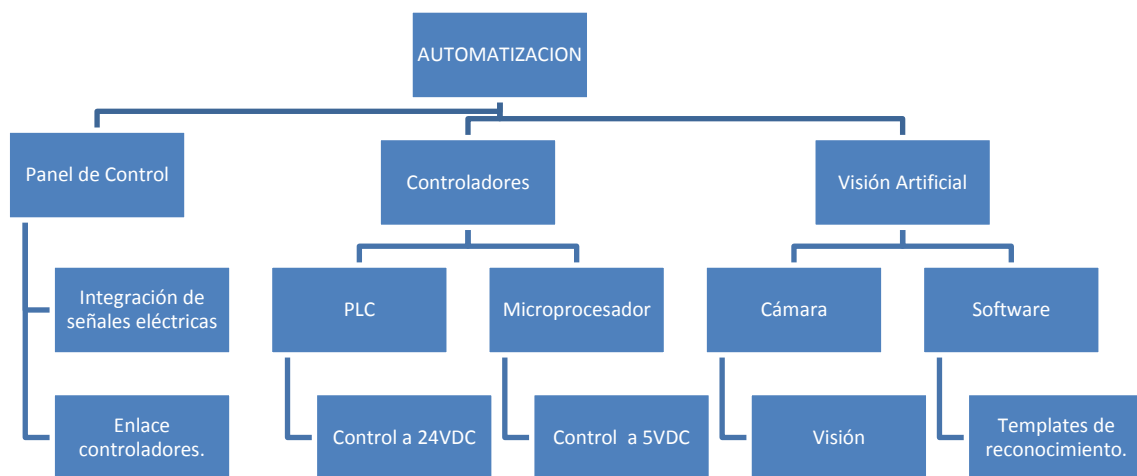 AUTOMATIZACION
Panel de Control
Controladores
Visión Artificial
Integración de
señales eléctricas
PLC
Microprocesador
Cámara
Software
Enlace
controladores.
Control a 24VDC
Control a 5VDC
Visión
Templates de
reconocimiento.